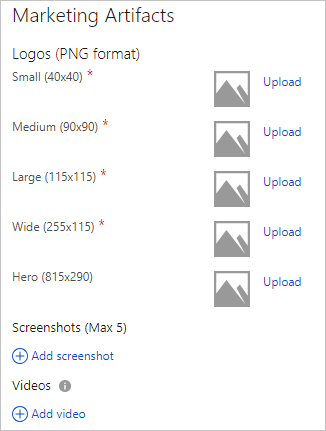 Marketing Artifacts
Logos (PNG format)
Small (40x40) * Upload
Medium (90x90) * Upload
Large (115x115) * Upload
Wide (255x115) * Upload
Hero (815x290) Upload
Screenshots (Max 5)
Add screenshot
Videos
Add video